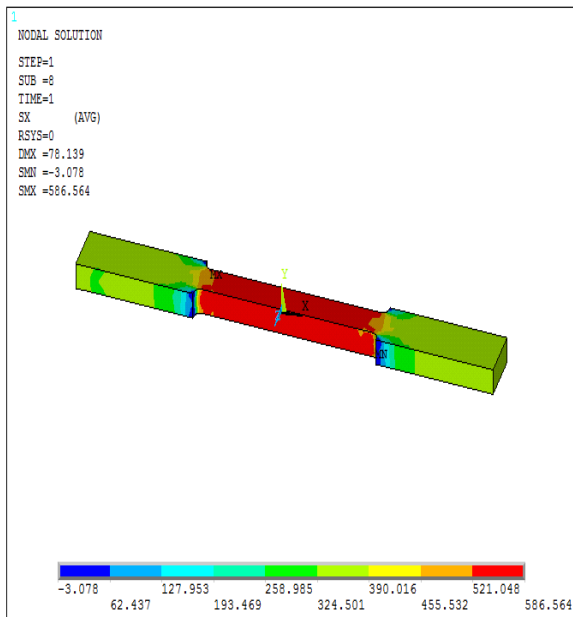 1
NODAL SOLUTION
STEP=1
SUB =8
TIME=1
SX (AVG)
RSYS=0
DMX =78.139
SMN =-3.078
SMX =586.564
Y
MX
X
Z
-3.078 127.953 258.985 390.016 521.048
62.437 193.469 324.501 455.532 586.564